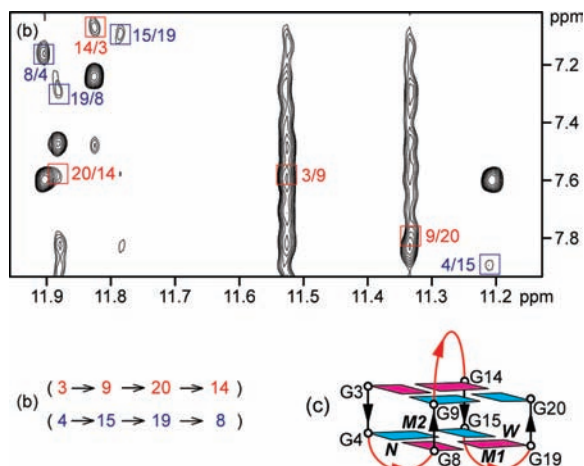 (b)
ppm
14/3
15/19
8/4
19/8
7.2
7.4
20/14
3/9
7.6
9/20
4/15
7.8
11.9 11.8 11.7 11.6 11.5 11.4 11.3 11.2 ppm
(b)
( 3 → 9 → 20 → 14 )
( 4 → 15 → 19 → 8 )
(c)
G14
G3
G9
G20
M2
G15
W
G4
N
G8
M1
G19